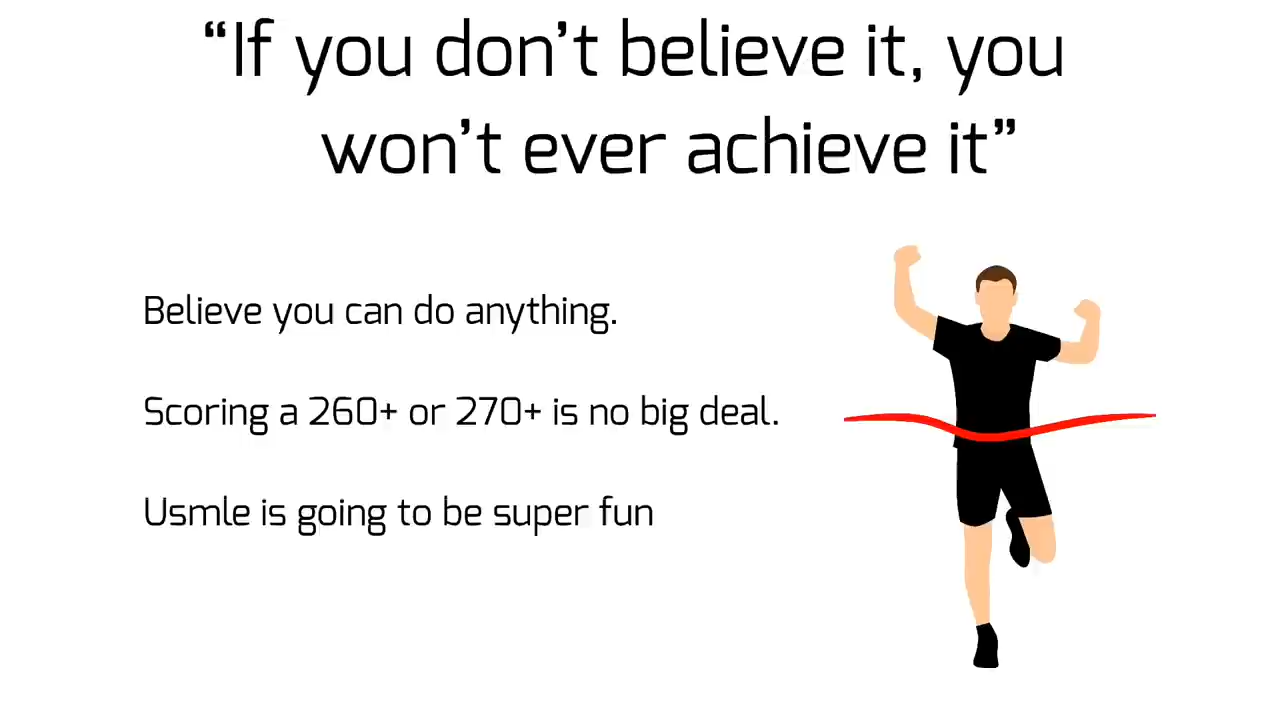 “If you don’t believe it, you
won’t ever achieve it”
Believe you can do anything.
Scoring a 260+ or 270+ is no big deal.
Usmle is going to be super fun